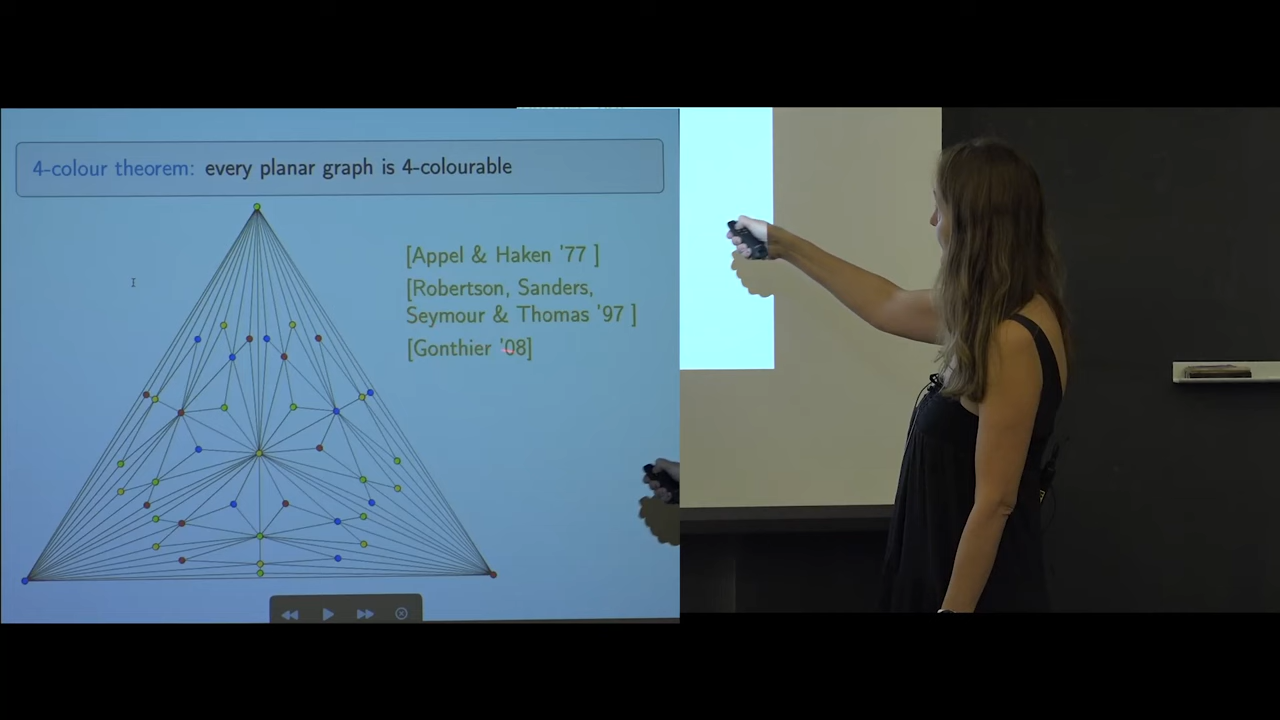 4-colour theorem: every planar graph is 4-colourable
[Appel & Haken '77 ]
[Robertson, Sanders,
Seymour & Thomas '97 ]
[Gonthier '08]